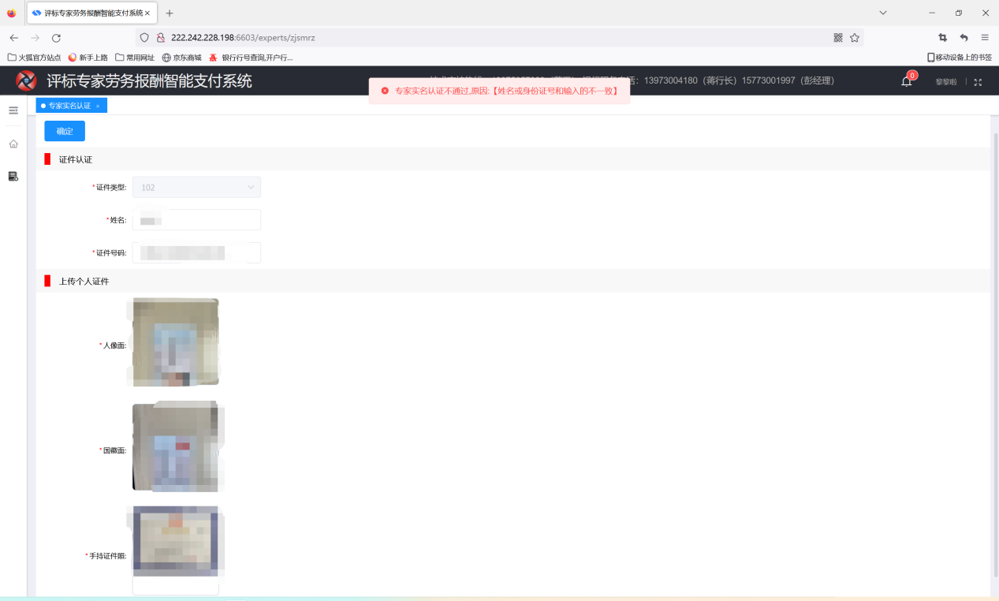 评标专家劳务报酬智能支付系统
222.242.228.198:6603/experts/zjsmrz
火狐官方站点 新手上路 常用网址 京东商城 银行行号查询,开户行... 移动设备上的书签
评标专家劳务报酬智能支付系统 话：13973004180（蒋行长）15773001997（彭经理） 0 黎黎啦
专家实名认证不通过,原因:【姓名或身份证号和输入的不一致】
专家实名认证
确定
证件认证
*证件类型: 102
*姓名:
*证件号码:
上传个人证件
*人像面:
*国徽面:
*手持证件照: